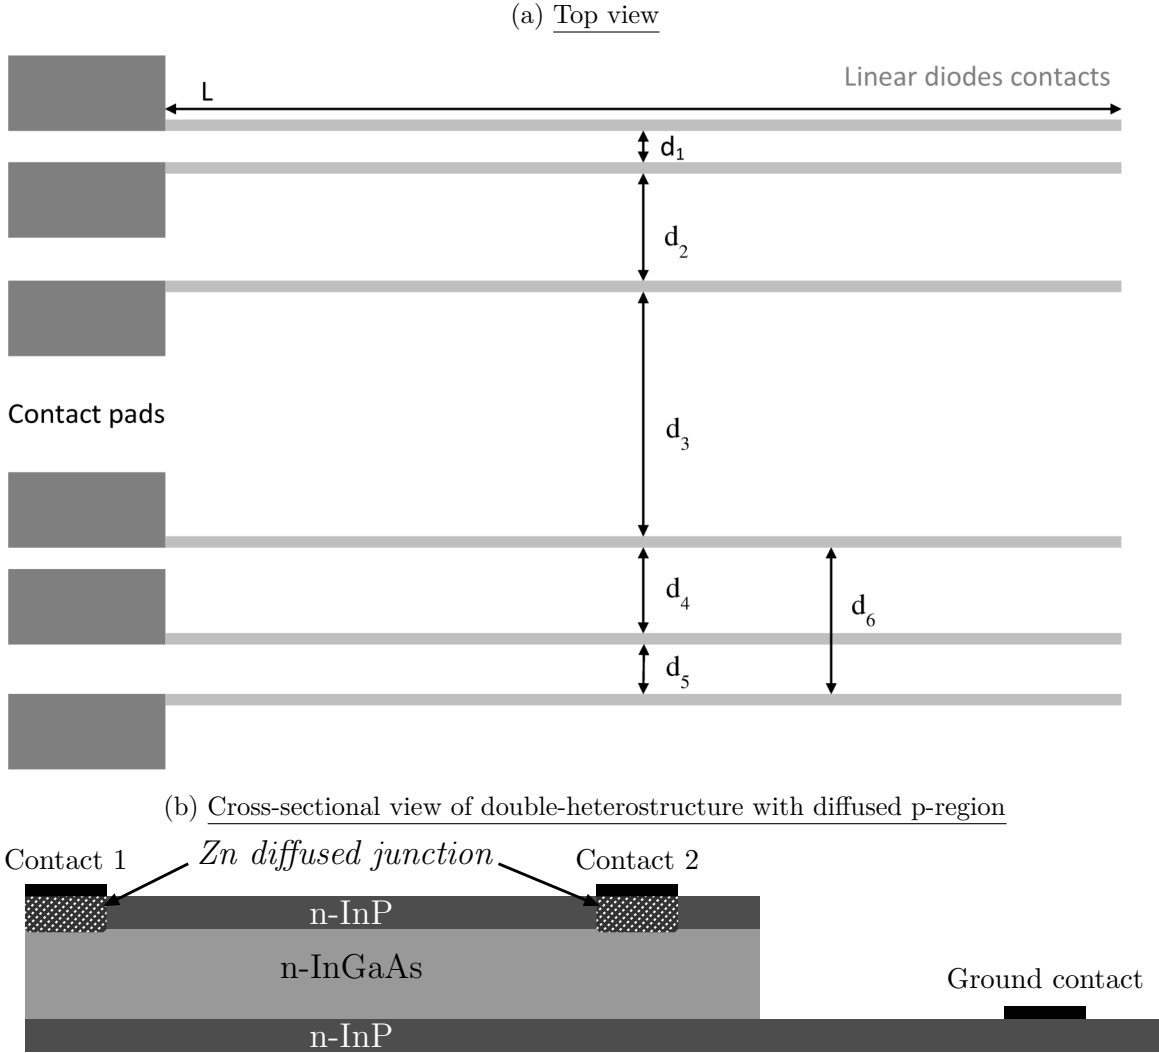 (a) Top view
L
Linear diodes contacts
d₁
d₂
Contact pads
d₃
d₄
d₆
d₅
(b) Cross-sectional view of double-heterostructure with diffused p-region
Contact 1
Zn diffused junction
Contact 2
n-InP
n-InGaAs
Ground contact
n-InP